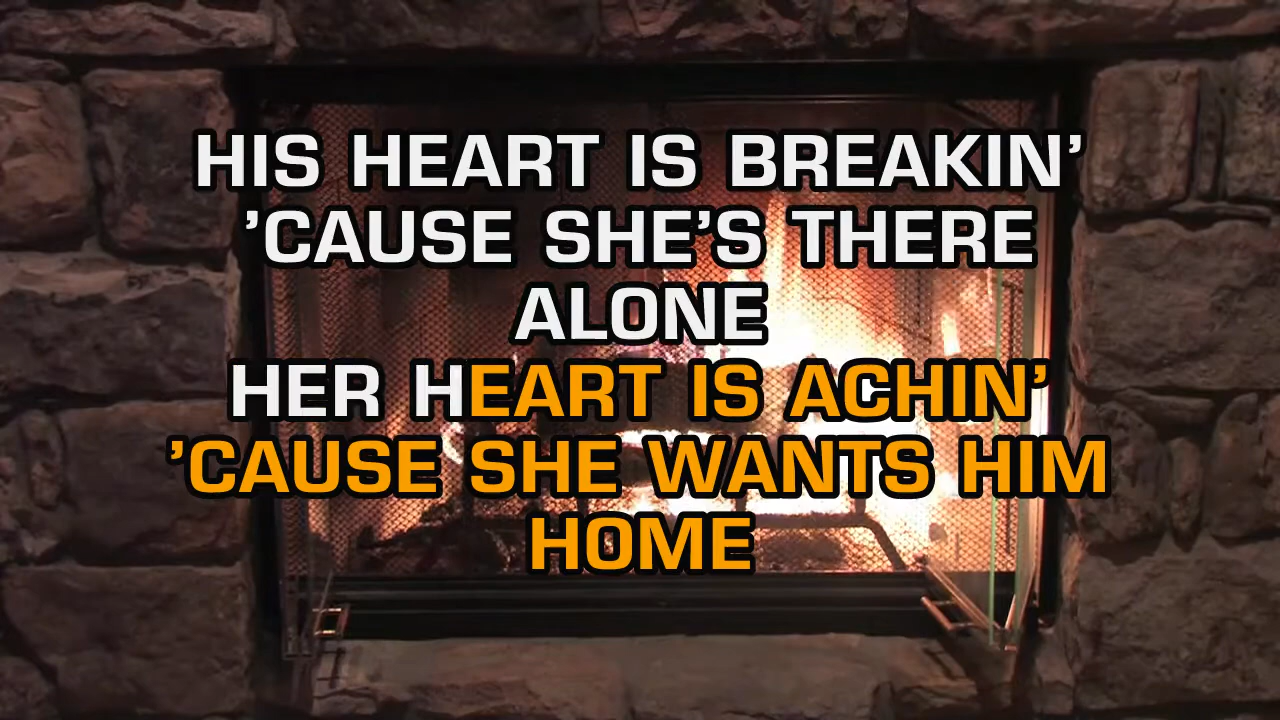 HIS HEART IS BREAKIN’
’CAUSE SHE’S THERE
ALONE
HER HEART IS ACHIN’
’CAUSE SHE WANTS HIM
HOME